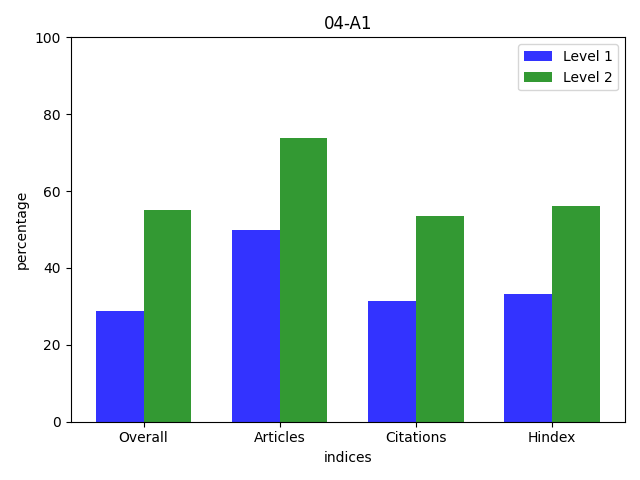 04-A1
100
80
60
40
20
0
percentage
Level 1
Level 2
Overall Articles Citations Hindex
indices